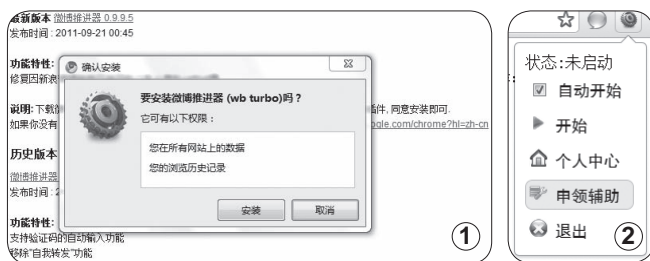 最新版本 微博推进器 0.9.9.5
发布时间 : 2011-09-21 00:45
功能特性:
修复因新浪
确认安装
要安装微博推进器 (wb turbo)吗？
它可有以下权限：
您在所有网站上的数据
您的浏览历史记录
安装 取消
说明:下载 件,同意安装即可.
如果你没有 ogle.com/chrome?hl=zh-cn
历史版本
微博推进器
发布时间 : 2
功能特性:
支持验证码的自动输入功能
移除"自我转发"功能
1
状态:未启动
自动开始
开始
个人中心
申领辅助
退出
2